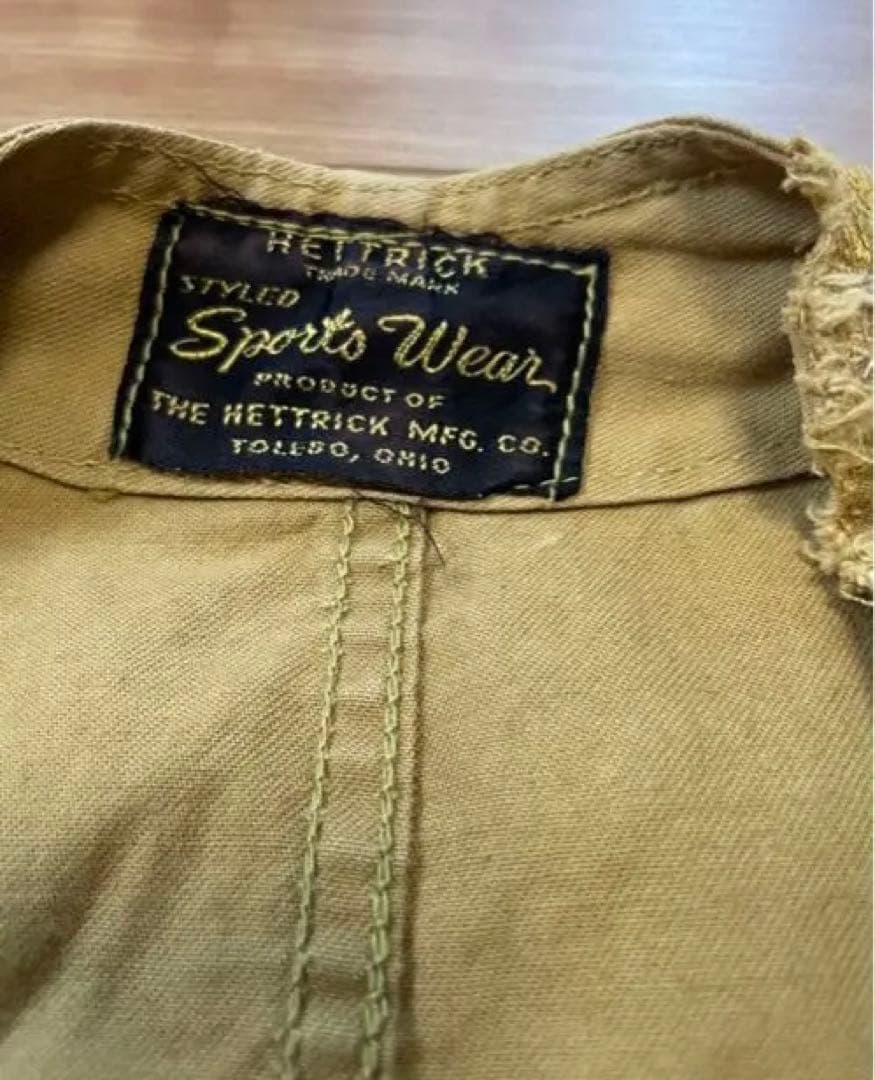 HETTRICK
TRADE MARK
STYLED
Sports Wear
PRODUCT OF
THE HETTRICK MFG. CO.
TOLEDO, OHIO